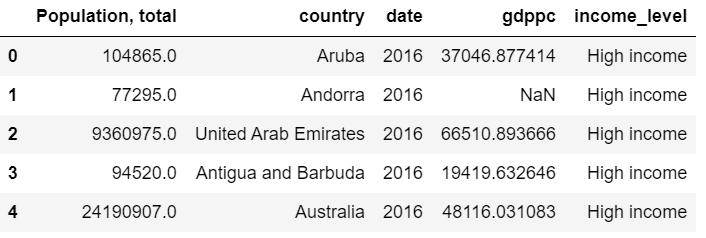 Population, total country date gdppc income_level
0 104865.0 Aruba 2016 37046.877414 High income
1 77295.0 Andorra 2016 NaN High income
2 9360975.0 United Arab Emirates 2016 66510.893666 High income
3 94520.0 Antigua and Barbuda 2016 19419.632646 High income
4 24190907.0 Australia 2016 48116.031083 High income